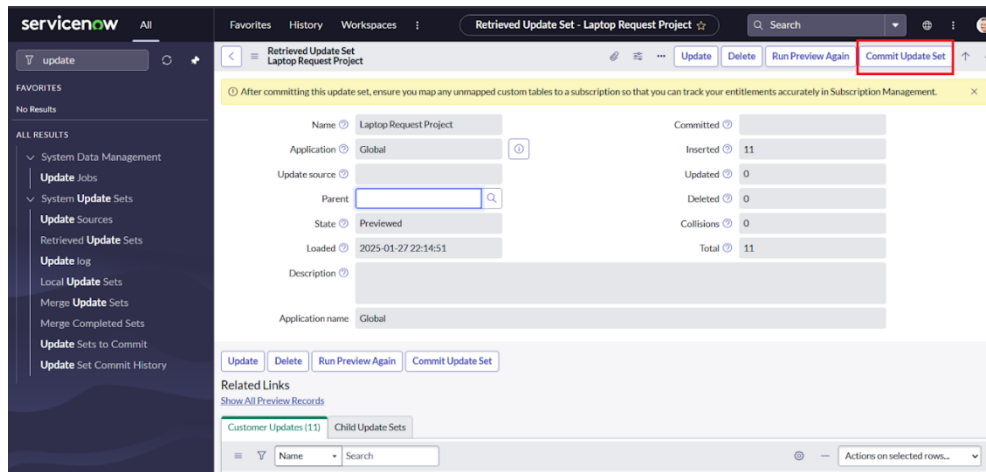 servicenow All Favorites History Workspaces Retrieved Update Set - Laptop Request Project Search
update
Retrieved Update Set
Laptop Request Project
Update Delete Run Preview Again Commit Update Set
FAVORITES
No Results
ALL RESULTS
System Data Management
Update Jobs
System Update Sets
Update Sources
Retrieved Update Sets
Update log
Local Update Sets
Merge Update Sets
Merge Completed Sets
Update Sets to Commit
Update Set Commit History
After committing this update set, ensure you map any unmapped custom tables to a subscription so that you can track your entitlements accurately in Subscription Management.
Name Laptop Request Project
Application Global
Update source
Parent
State Previewed
Loaded 2025-01-27 22:14:51
Description
Application name Global
Committed
Inserted 11
Updated 0
Deleted 0
Collisions 0
Total 11
Update Delete Run Preview Again Commit Update Set
Related Links
Show All Preview Records
Customer Updates (11) Child Update Sets
Name Search Actions on selected rows...